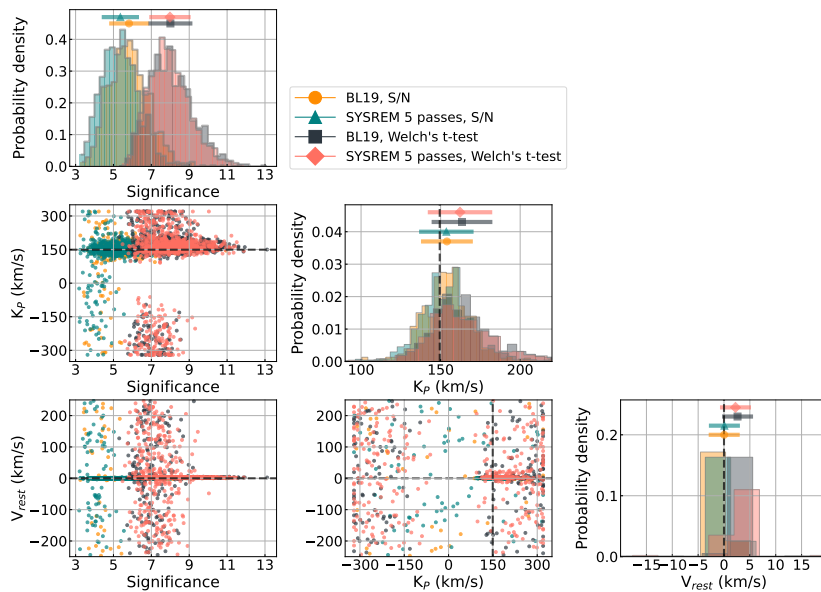 0.4
0.3
0.2
0.1
0.0
Probability density
3 5 7 9 11 13
Significance
BL19, S/N
SYSREM 5 passes, S/N
BL19, Welch's t-test
SYSREM 5 passes, Welch's t-test
300
150
0
−150
−300
K_P (km/s)
3 5 7 9 11 13
Significance
0.04
0.03
0.02
0.01
0.00
Probability density
100 150 200
K_P (km/s)
200
100
0
−100
−200
V_rest (km/s)
3 5 7 9 11 13
Significance
200
100
0
−100
−200
−300 −150 0 150 300
K_P (km/s)
0.2
0.1
0.0
Probability density
−15 −10 −5 0 5 10 15
V_rest (km/s)